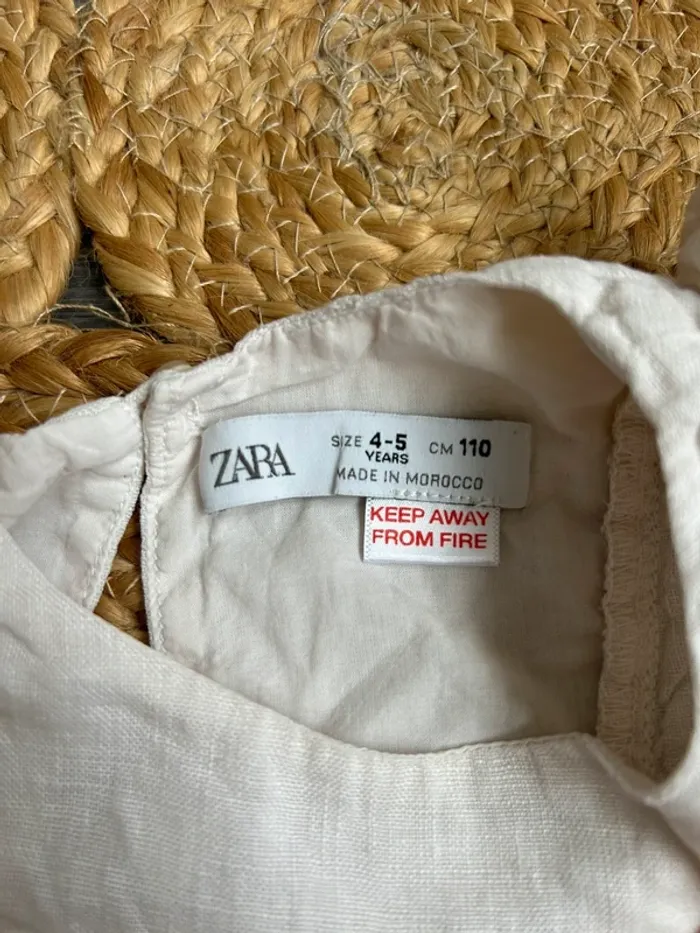 ZARA
SIZE 4-5 YEARS CM 110
MADE IN MOROCCO
KEEP AWAY
FROM FIRE